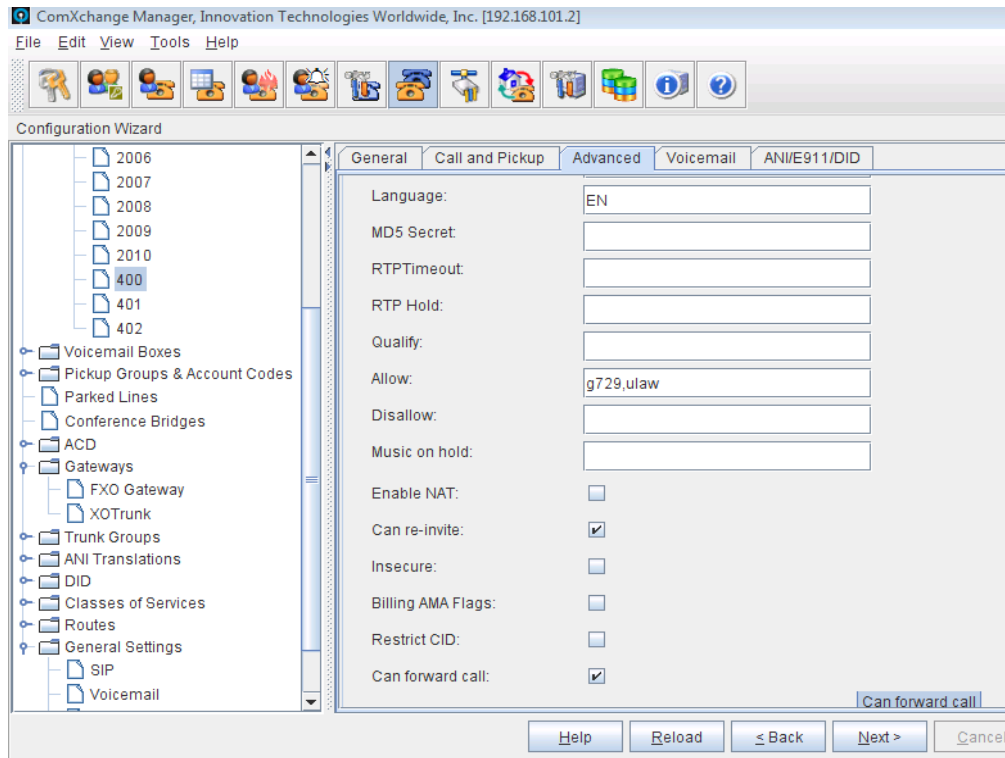 ComXchange Manager, Innovation Technologies Worldwide, Inc. [192.168.101.2]
File Edit View Tools Help
Configuration Wizard
2006
2007
2008
2009
2010
400
401
402
Voicemail Boxes
Pickup Groups & Account Codes
Parked Lines
Conference Bridges
ACD
Gateways
FXO Gateway
XOTrunk
Trunk Groups
ANI Translations
DID
Classes of Services
Routes
General Settings
SIP
Voicemail
General Call and Pickup Advanced Voicemail ANI/E911/DID
Language: EN
MD5 Secret:
RTPTimeout:
RTP Hold:
Qualify:
Allow: g729,ulaw
Disallow:
Music on hold:
Enable NAT:
Can re-invite:
Insecure:
Billing AMA Flags:
Restrict CID:
Can forward call:
Can forward call
Help Reload < Back Next > Cancel